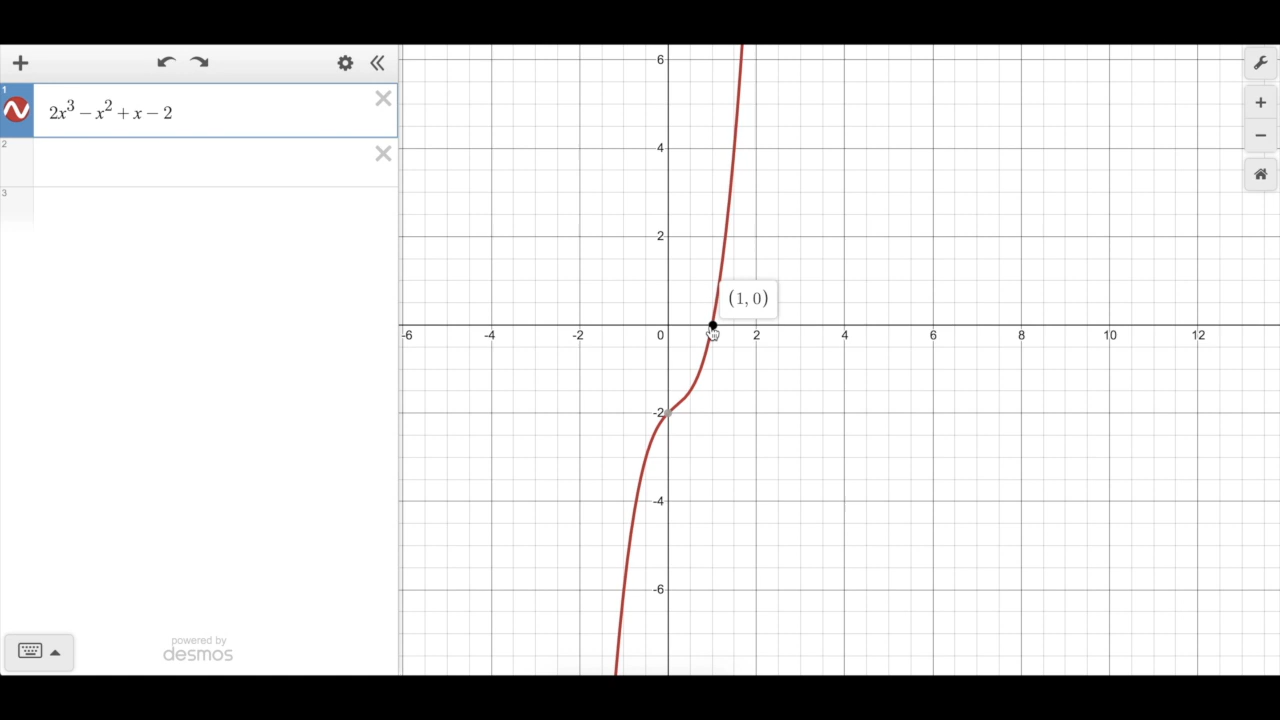 1
2x³ – x² + x – 2
2
3
powered by
desmos
6
4
2
(1, 0)
-6 -4 -2 0 2 4 6 8 10 12
-2
-4
-6